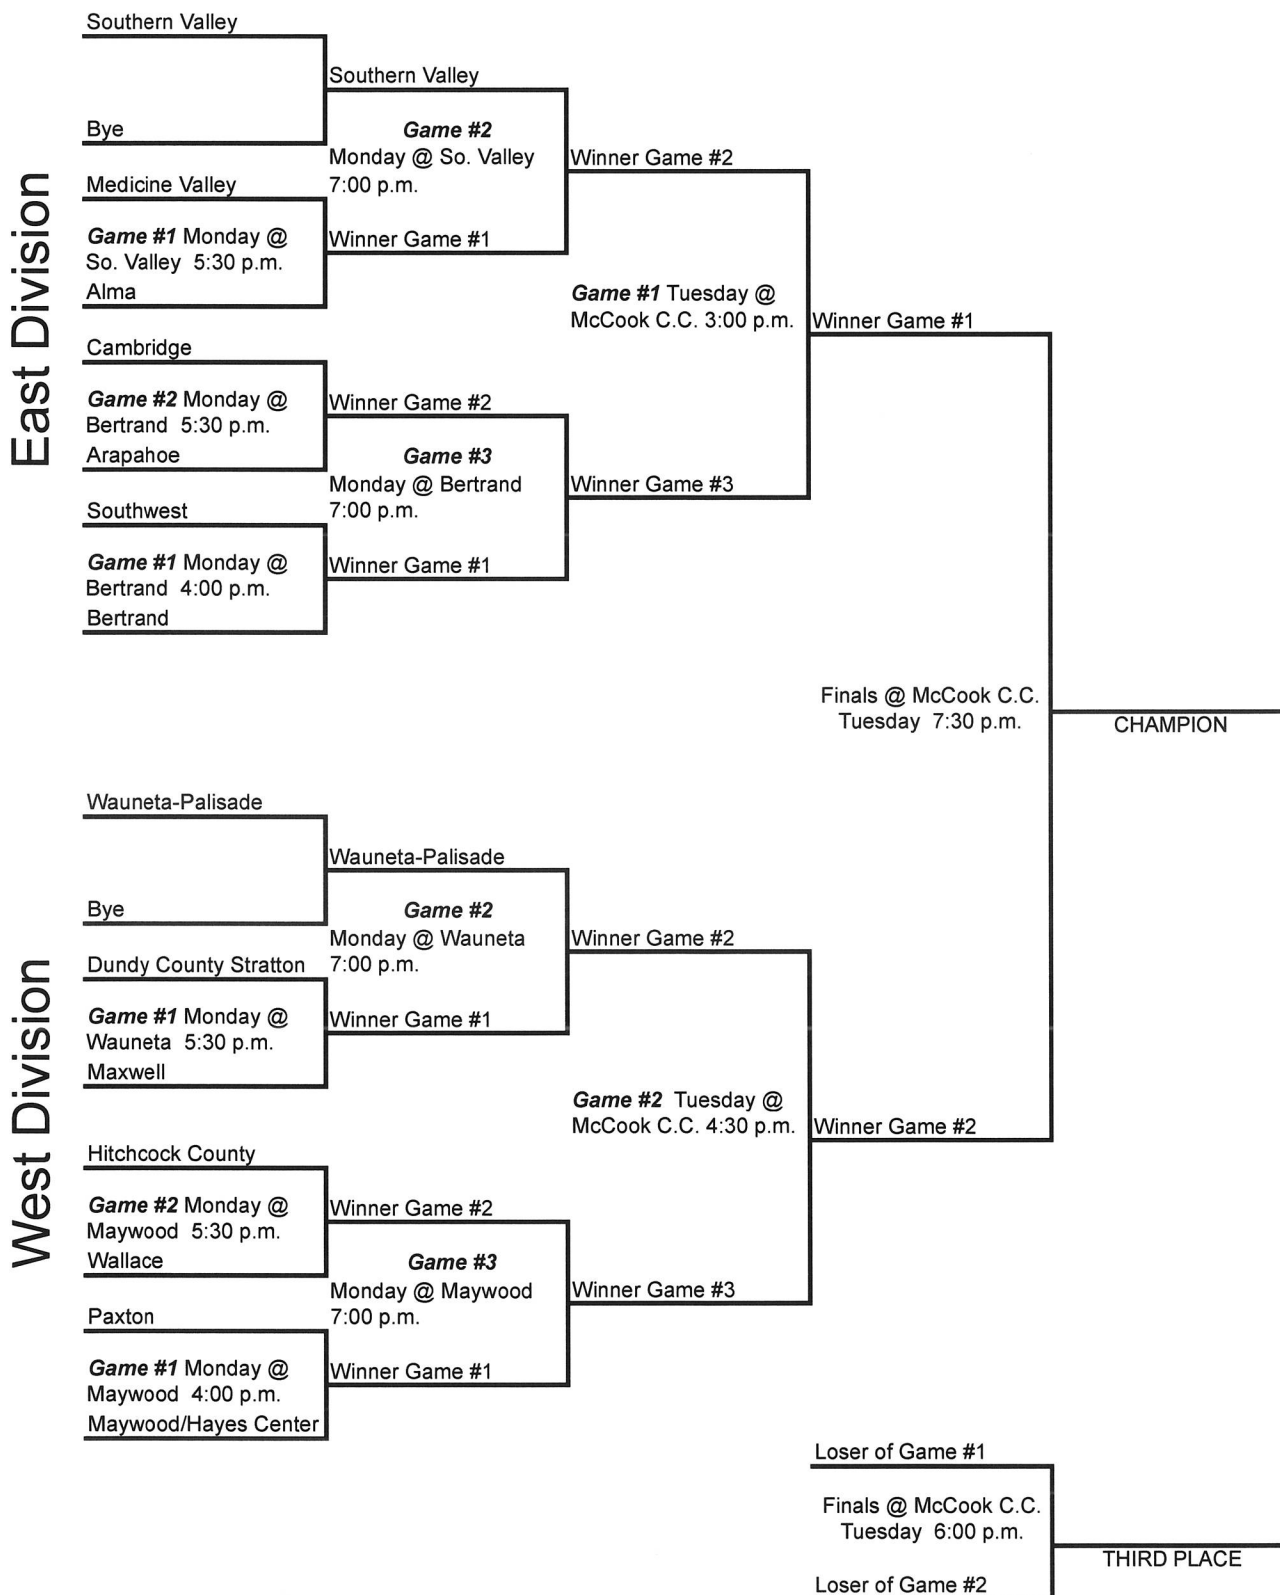 East Division
Southern Valley
Bye
Southern Valley
Game #2
Monday @ So. Valley
7:00 p.m.
Medicine Valley
Game #1 Monday @
So. Valley 5:30 p.m.
Alma
Winner Game #1
Winner Game #2
Game #1 Tuesday @
McCook C.C. 3:00 p.m.
Winner Game #1
Cambridge
Game #2 Monday @
Bertrand 5:30 p.m.
Arapahoe
Winner Game #2
Game #3
Monday @ Bertrand
7:00 p.m.
Winner Game #3
Southwest
Game #1 Monday @
Bertrand 4:00 p.m.
Bertrand
Winner Game #1
Finals @ McCook C.C.
Tuesday 7:30 p.m.
CHAMPION
West Division
Wauneta-Palisade
Bye
Wauneta-Palisade
Game #2
Monday @ Wauneta
7:00 p.m.
Dundy County Stratton
Game #1 Monday @
Wauneta 5:30 p.m.
Maxwell
Winner Game #1
Winner Game #2
Game #2 Tuesday @
McCook C.C. 4:30 p.m.
Winner Game #2
Hitchcock County
Game #2 Monday @
Maywood 5:30 p.m.
Wallace
Winner Game #2
Game #3
Monday @ Maywood
7:00 p.m.
Winner Game #3
Paxton
Game #1 Monday @
Maywood 4:00 p.m.
Maywood/Hayes Center
Winner Game #1
Loser of Game #1
Finals @ McCook C.C.
Tuesday 6:00 p.m.
THIRD PLACE
Loser of Game #2